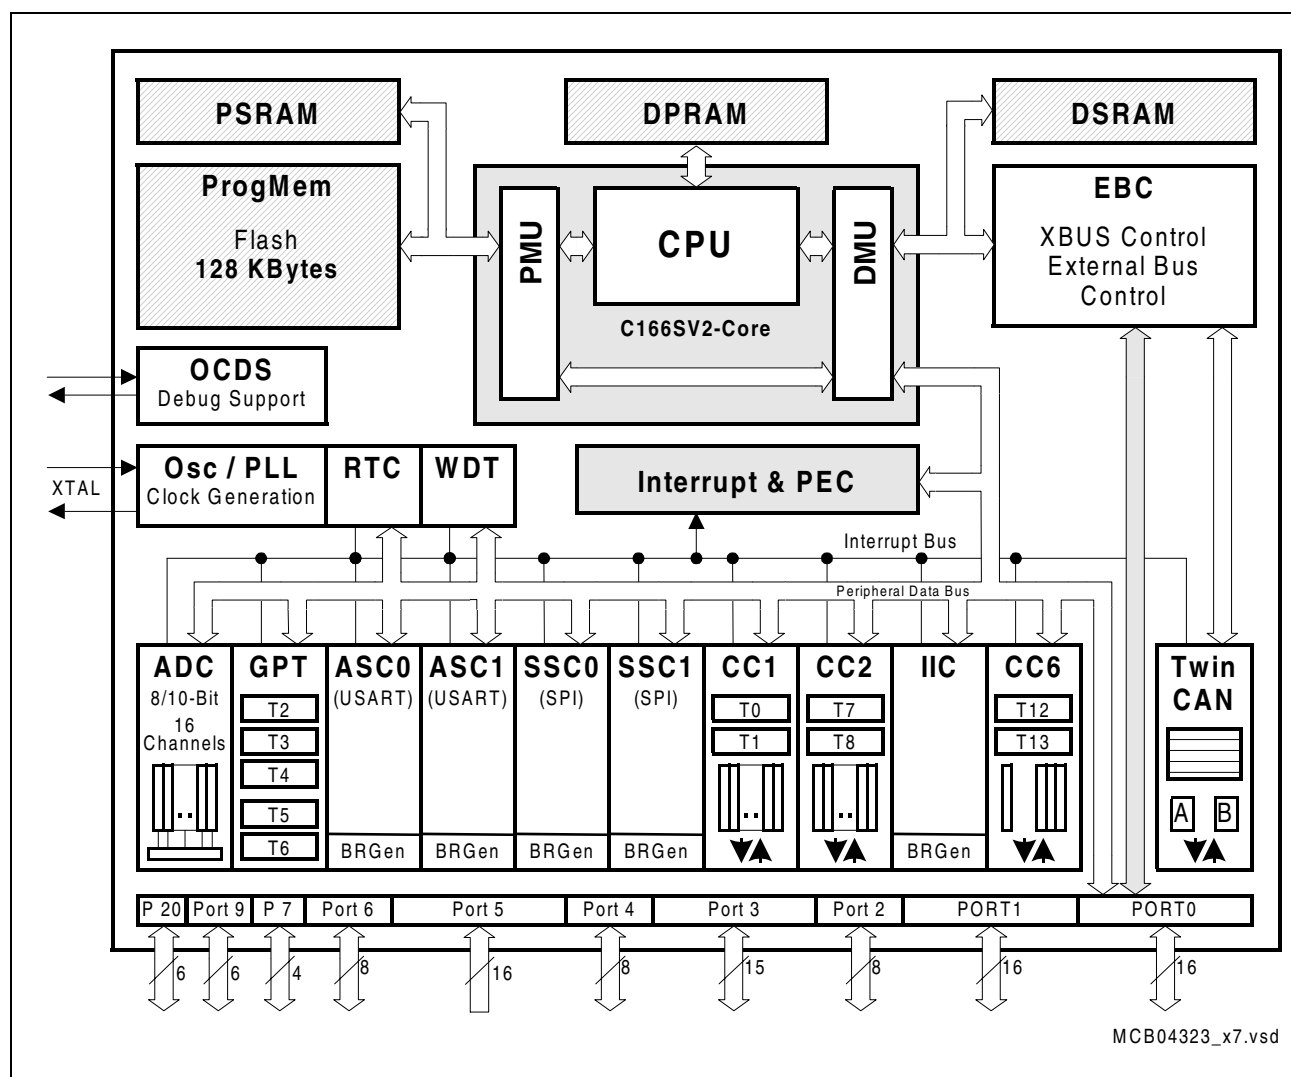 PSRAM
DPRAM
DSRAM
ProgMem
Flash
128 KBytes
PMU
CPU
DMU
C166SV2-Core
EBC
XBUS Control
External Bus
Control
OCDS
Debug Support
XTAL
Osc / PLL
Clock Generation
RTC
WDT
Interrupt & PEC
Interrupt Bus
Peripheral Data Bus
ADC
8/10-Bit
16
Channels
GPT
T2
T3
T4
T5
T6
ASC0
(USART)
BRGen
ASC1
(USART)
BRGen
SSC0
(SPI)
BRGen
SSC1
(SPI)
BRGen
CC1
T0
T1
CC2
T7
T8
IIC
BRGen
CC6
T12
T13
Twin
CAN
A
B
P 20
Port 9
P 7
Port 6
Port 5
Port 4
Port 3
Port 2
PORT1
PORT0
6
6
4
8
16
8
15
8
16
16
MCB04323_x7.vsd